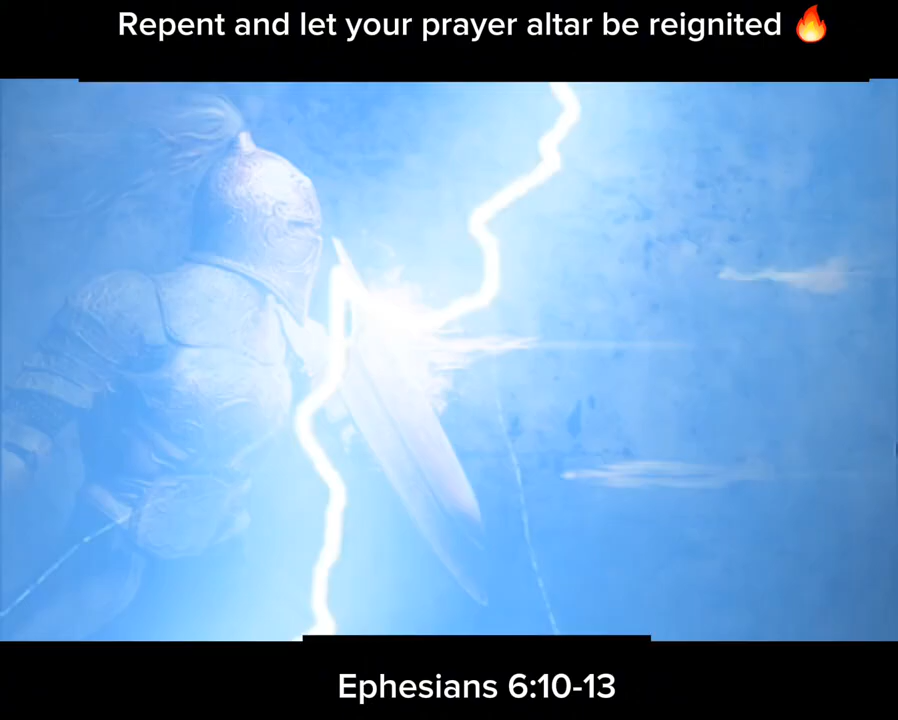 Repent and let your prayer altar be reignited 🔥
Ephesians 6:10-13